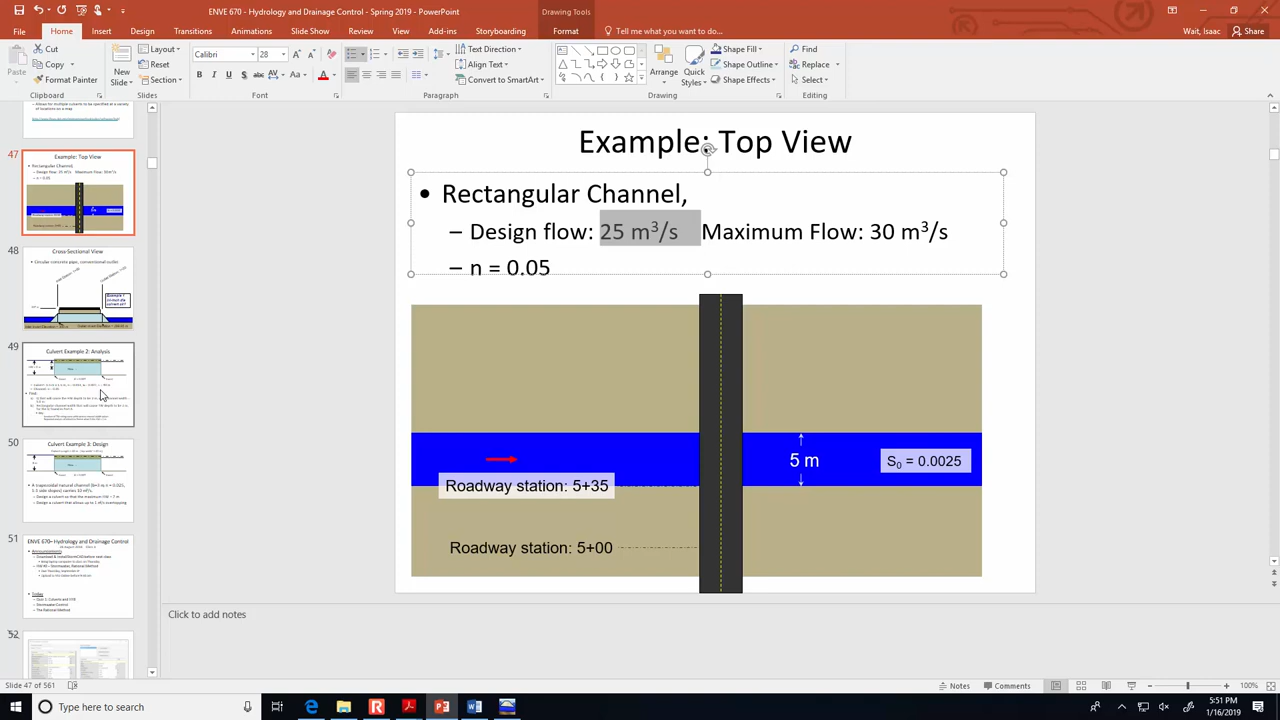 ENVE 670 - Hydrology and Drainage Control - Spring 2019 - PowerPoint
Drawing Tools
File Home Insert Design Transitions Animations Slide Show Review View Add-ins Storyboarding Format Tell me what you want to do...
Wait, Isaac Share
Paste
Cut
Copy
Format Painter
Clipboard
New Slide
Layout
Reset
Section
Slides
Calibri 28
Font
Text Direction
Align Text
Convert to SmartArt
Paragraph
Arrange
Quick Styles
Shape Fill
Shape Outline
Shape Effects
Drawing
Find
Replace
Select
Editing
47
Example: Top View
48
Cross-Sectional View
Circular concrete pipe, conventional outlet
49
Culvert Example 2: Analysis
50
Culvert Example 3: Design
51
ENVE 670– Hydrology and Drainage Control
52
Example: Top View
• Rectangular Channel,
– Design flow: 25 m³/s Maximum Flow: 30 m³/s
– n = 0.05
5 m
S₀ = 0.0025
Roadway station: 5+35
Roadway station: 5+00
Click to add notes
Slide 47 of 561
Notes Comments 100%
Type here to search
5:51 PM
1/16/2019